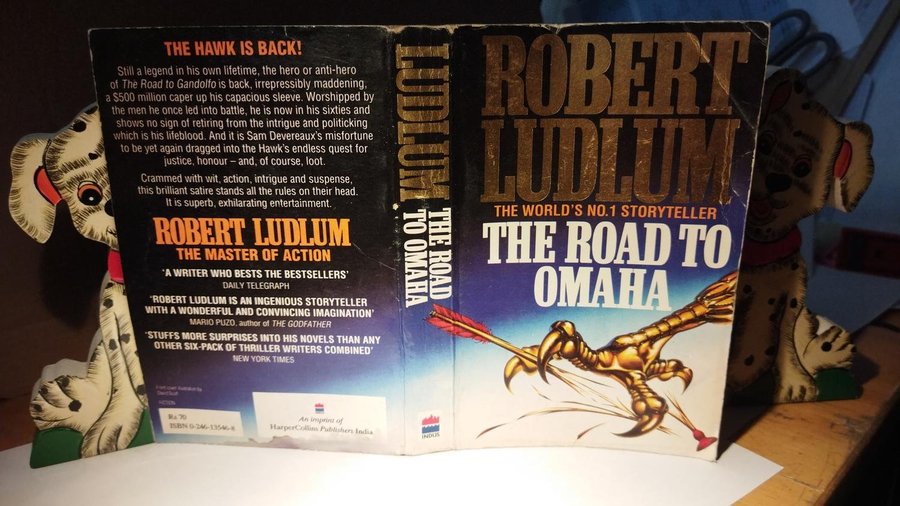 THE HAWK IS BACK!
Still a legend in his own lifetime, the hero or anti-hero
of The Road to Gandolfo is back, irrepressibly maddening,
a $500 million caper up his capacious sleeve. Worshipped by
the men he once led into battle, he is now in his sixties and
shows no sign of retiring from the intrigue and politicking
which is his lifeblood. And it is Sam Devereaux's misfortune
to be yet again dragged into the Hawk's endless quest for
justice, honour – and, of course, loot.
Crammed with wit, action, intrigue and suspense,
this brilliant satire stands all the rules on their head.
It is superb, exhilarating entertainment.
ROBERT LUDLUM
THE MASTER OF ACTION
'A WRITER WHO BESTS THE BESTSELLERS'
DAILY TELEGRAPH
'ROBERT LUDLUM IS AN INGENIOUS STORYTELLER
WITH A WONDERFUL AND CONVINCING IMAGINATION'
MARIO PUZO, author of THE GODFATHER
'STUFFS MORE SURPRISES INTO HIS NOVELS THAN ANY
OTHER SIX-PACK OF THRILLER WRITERS COMBINED'
NEW YORK TIMES
Front cover illustration by
David Scutt
FICTION
Rs 70
ISBN 0-246-13546-8
An imprint of
HarperCollins Publishers India
LUDLUM
THE ROAD
TO OMAHA
INDUS
ROBERT
LUDLUM
THE WORLD'S NO.1 STORYTELLER
THE ROAD TO
OMAHA